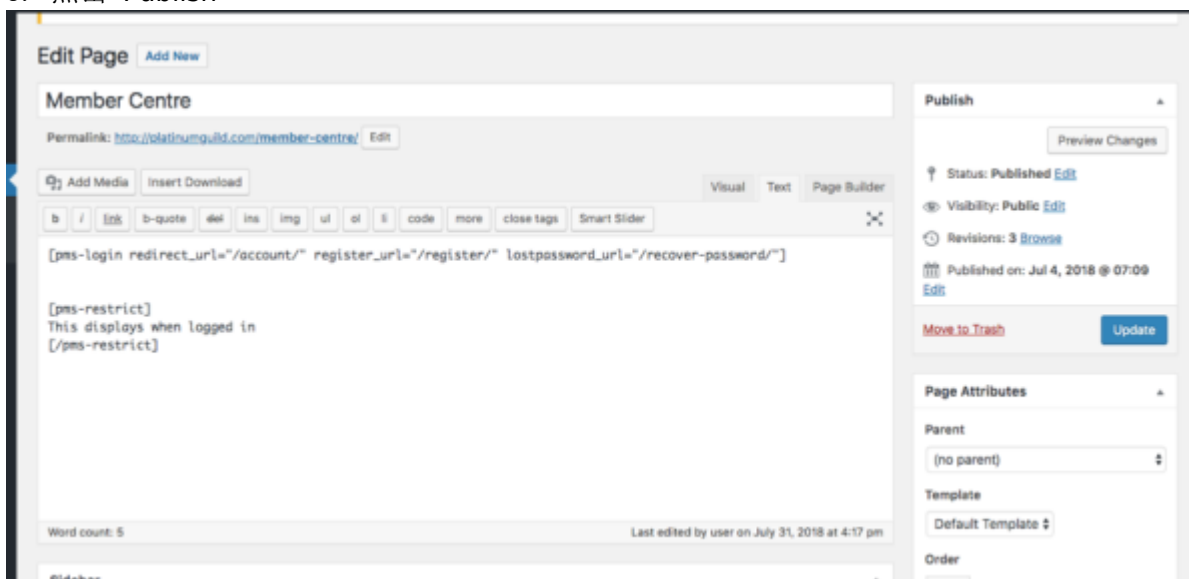 Edit Page Add New
Member Centre
Permalink: http://platinumguild.com/member-centre/ Edit
Add Media Insert Download
Visual Text Page Builder
b i link b-quote del ins img ul ol li code more close tags Smart Slider
[pms-login redirect_url="/account/" register_url="/register/" lostpassword_url="/recover-password/"]
[pms-restrict]
This displays when logged in
[/pms-restrict]
Word count: 5
Last edited by user on July 31, 2018 at 4:17 pm
Publish
Preview Changes
Status: Published Edit
Visibility: Public Edit
Revisions: 3 Browse
Published on: Jul 4, 2018 @ 07:09
Edit
Move to Trash Update
Page Attributes
Parent
(no parent)
Template
Default Template
Order